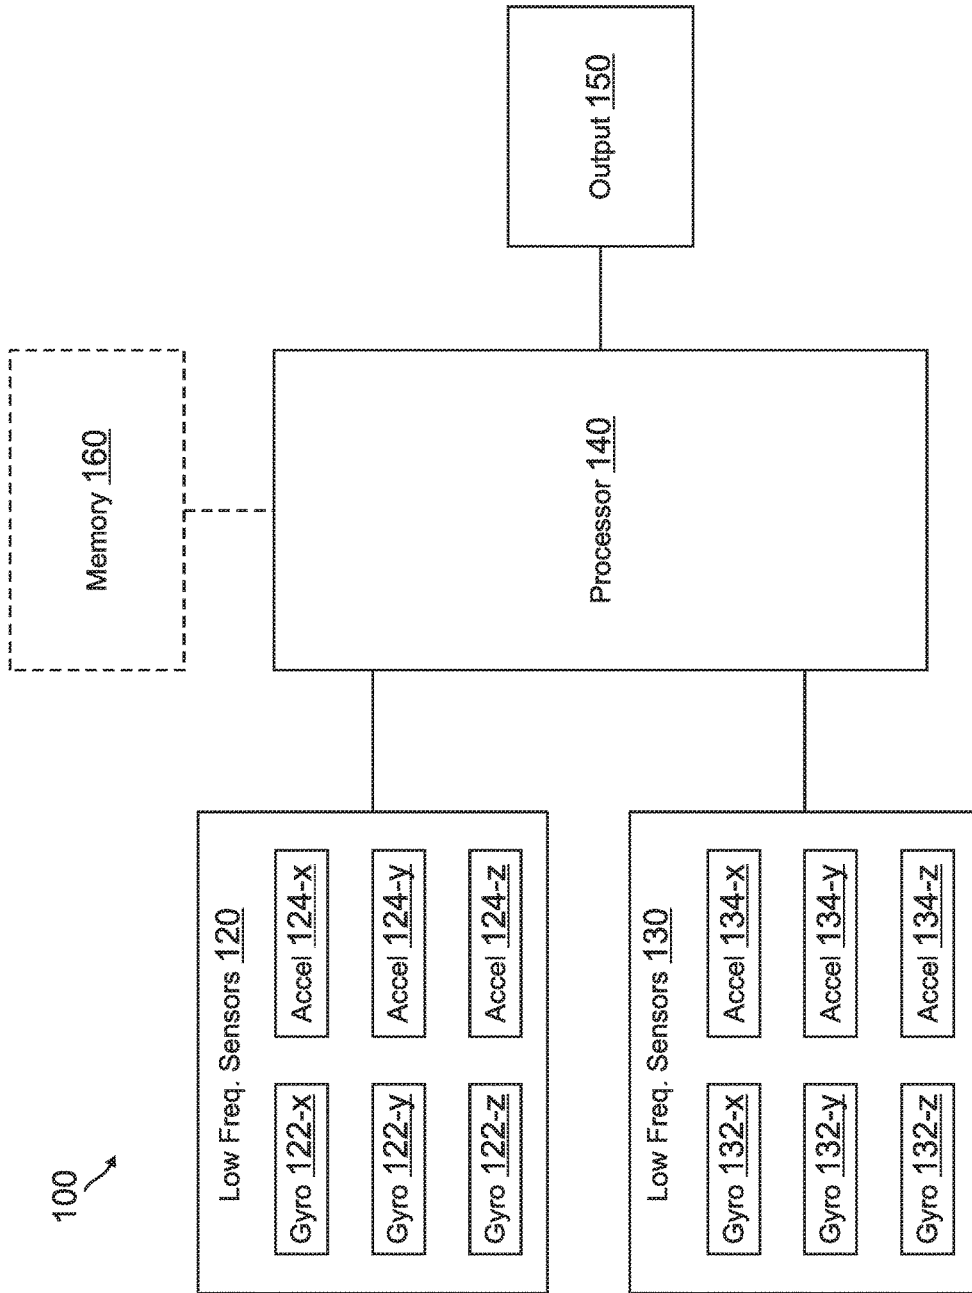 100
Low Freq. Sensors 120
Gyro 122-x
Accel 124-x
Gyro 122-y
Accel 124-y
Gyro 122-z
Accel 124-z
Low Freq. Sensors 130
Gyro 132-x
Accel 134-x
Gyro 132-y
Accel 134-y
Gyro 132-z
Accel 134-z
Memory 160
Processor 140
Output 150